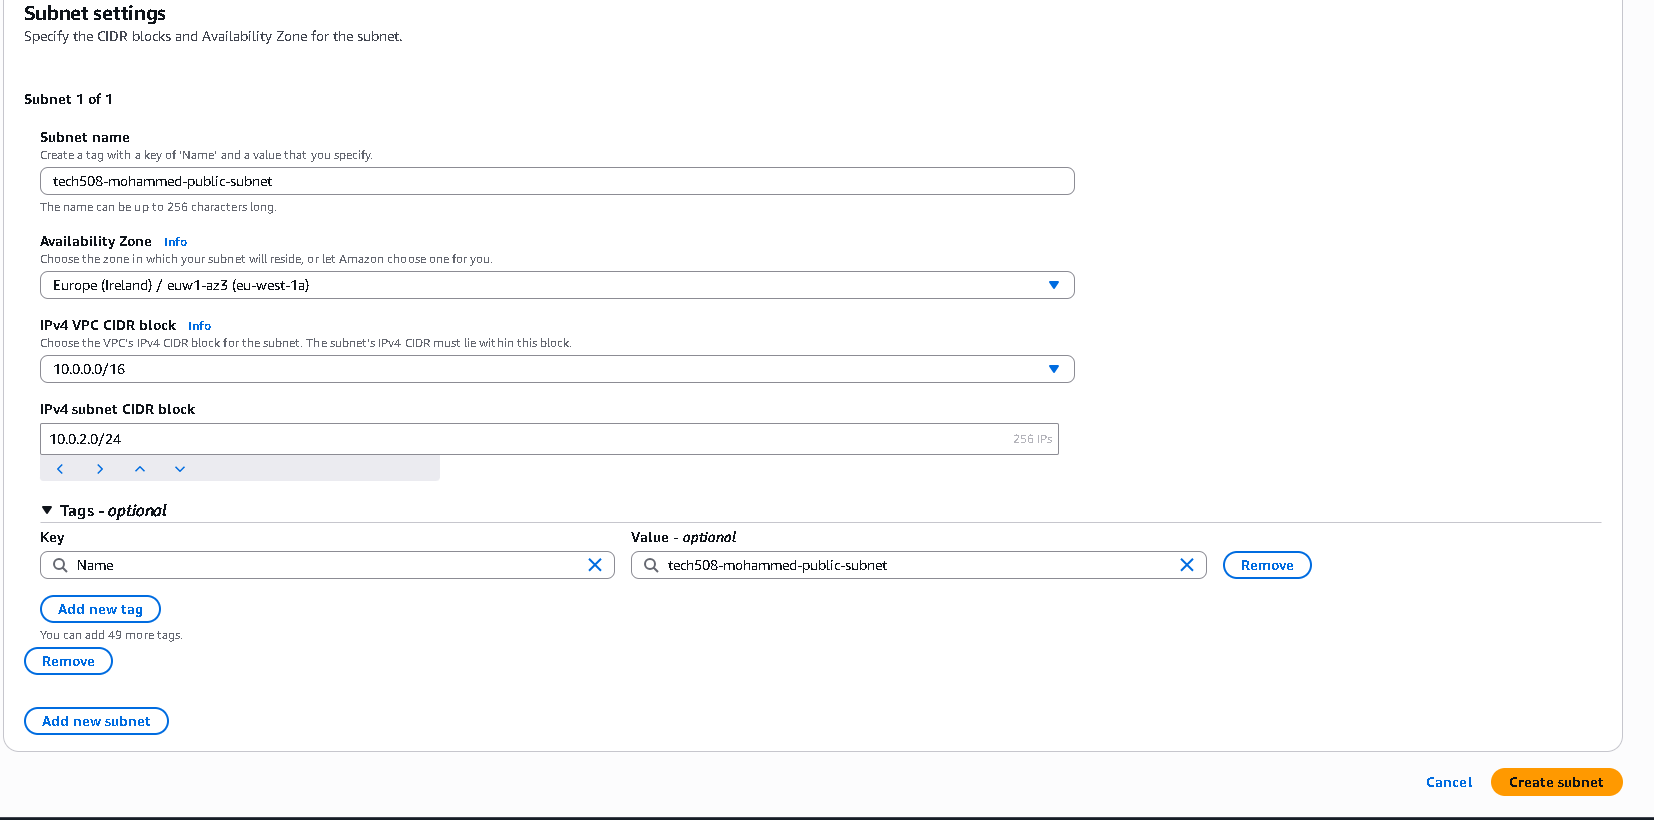 Subnet settings
Specify the CIDR blocks and Availability Zone for the subnet.
Subnet 1 of 1
Subnet name
Create a tag with a key of 'Name' and a value that you specify.
tech508-mohammed-public-subnet
The name can be up to 256 characters long.
Availability Zone Info
Choose the zone in which your subnet will reside, or let Amazon choose one for you.
Europe (Ireland) / euw1-az3 (eu-west-1a)
IPv4 VPC CIDR block Info
Choose the VPC's IPv4 CIDR block for the subnet. The subnet's IPv4 CIDR must lie within this block.
10.0.0.0/16
IPv4 subnet CIDR block
10.0.2.0/24 256 IPs
Tags - optional
Key Value - optional
Name tech508-mohammed-public-subnet Remove
Add new tag
You can add 49 more tags.
Remove
Add new subnet
Cancel Create subnet